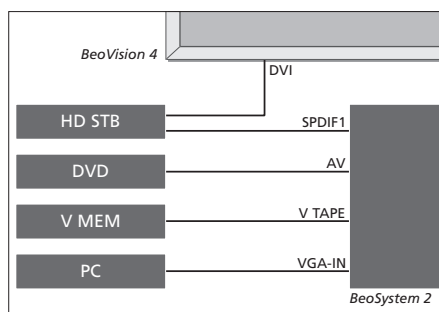 BeoVision 4
DVI
HD STB
SPDIF1
DVD
AV
V MEM
V TAPE
PC
VGA-IN
BeoSystem 2